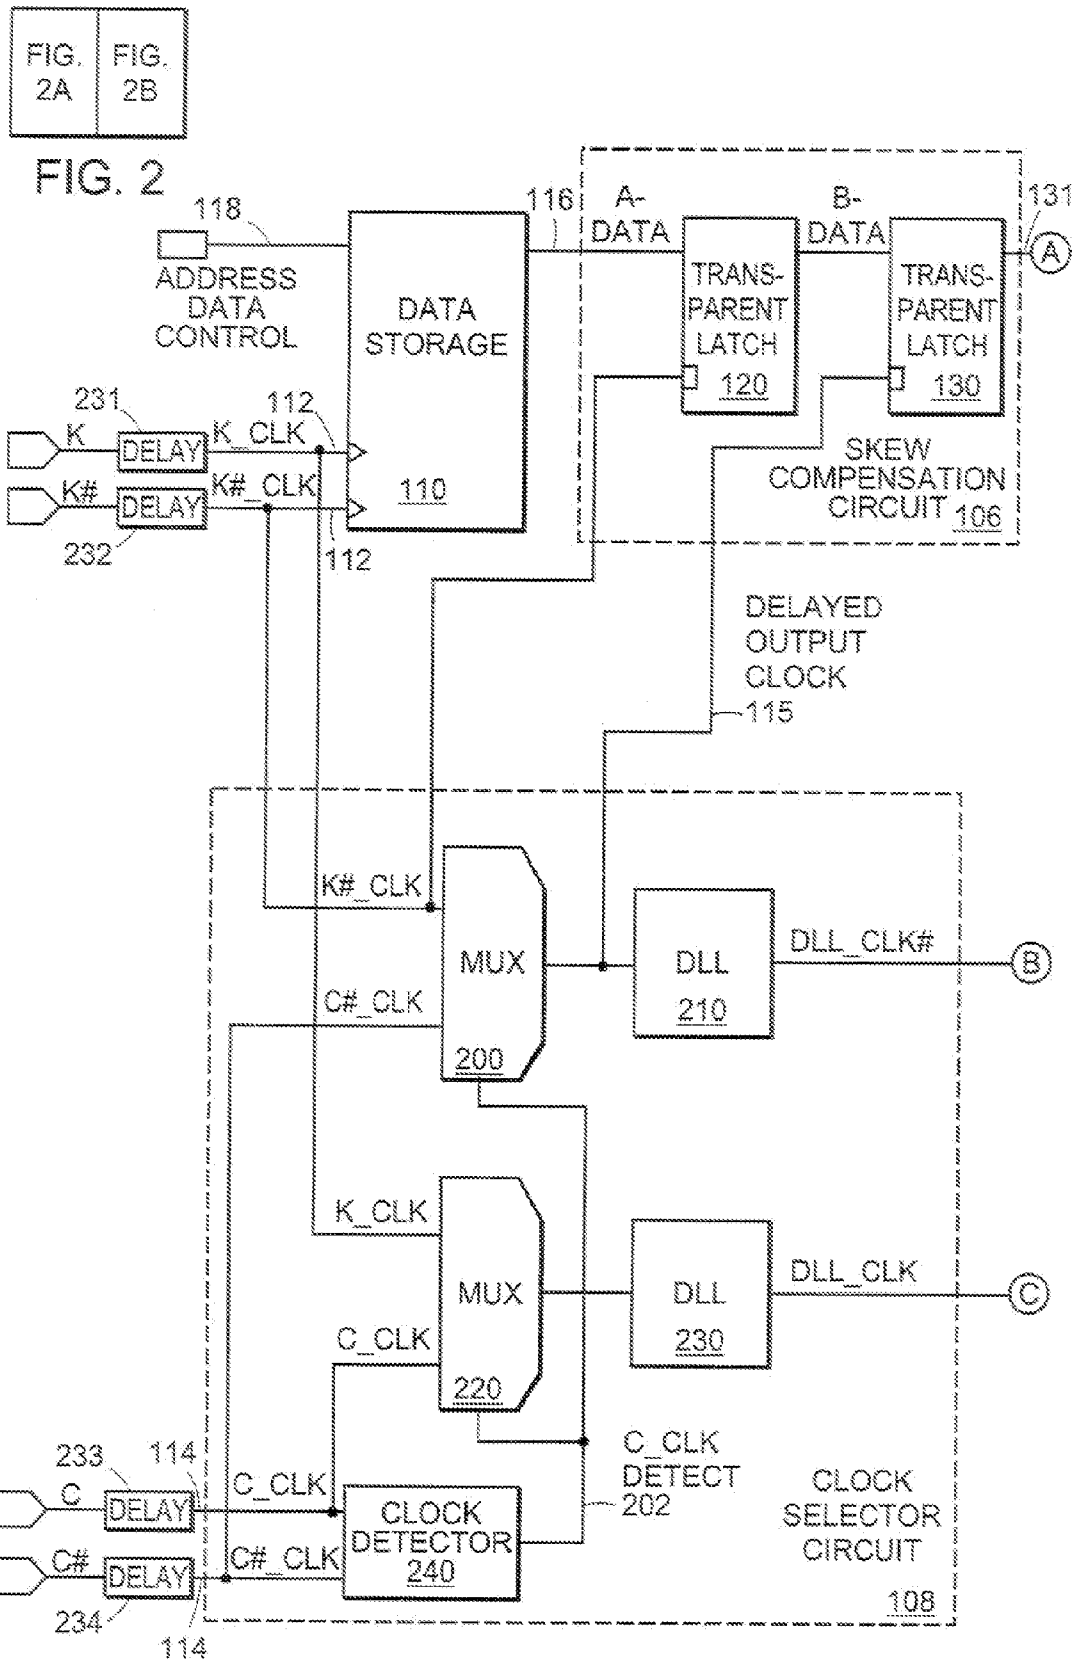 FIG. 2A
FIG. 2B
FIG. 2
118
ADDRESS
DATA
CONTROL
DATA
STORAGE
110
116
A-
DATA
TRANS-
PARENT
LATCH
120
B-
DATA
TRANS-
PARENT
LATCH
130
131
A
SKEW
COMPENSATION
CIRCUIT 106
231
K
DELAY
K_CLK
112
K#
DELAY
K#_CLK
232
112
DELAYED
OUTPUT
CLOCK
115
K#_CLK
MUX
200
C#_CLK
DLL
210
DLL_CLK#
B
K_CLK
MUX
220
C_CLK
DLL
230
DLL_CLK
C
C_CLK
DETECT
202
233
C
DELAY
114
C_CLK
CLOCK
DETECTOR
240
C#
DELAY
C#_CLK
234
114
CLOCK
SELECTOR
CIRCUIT
108